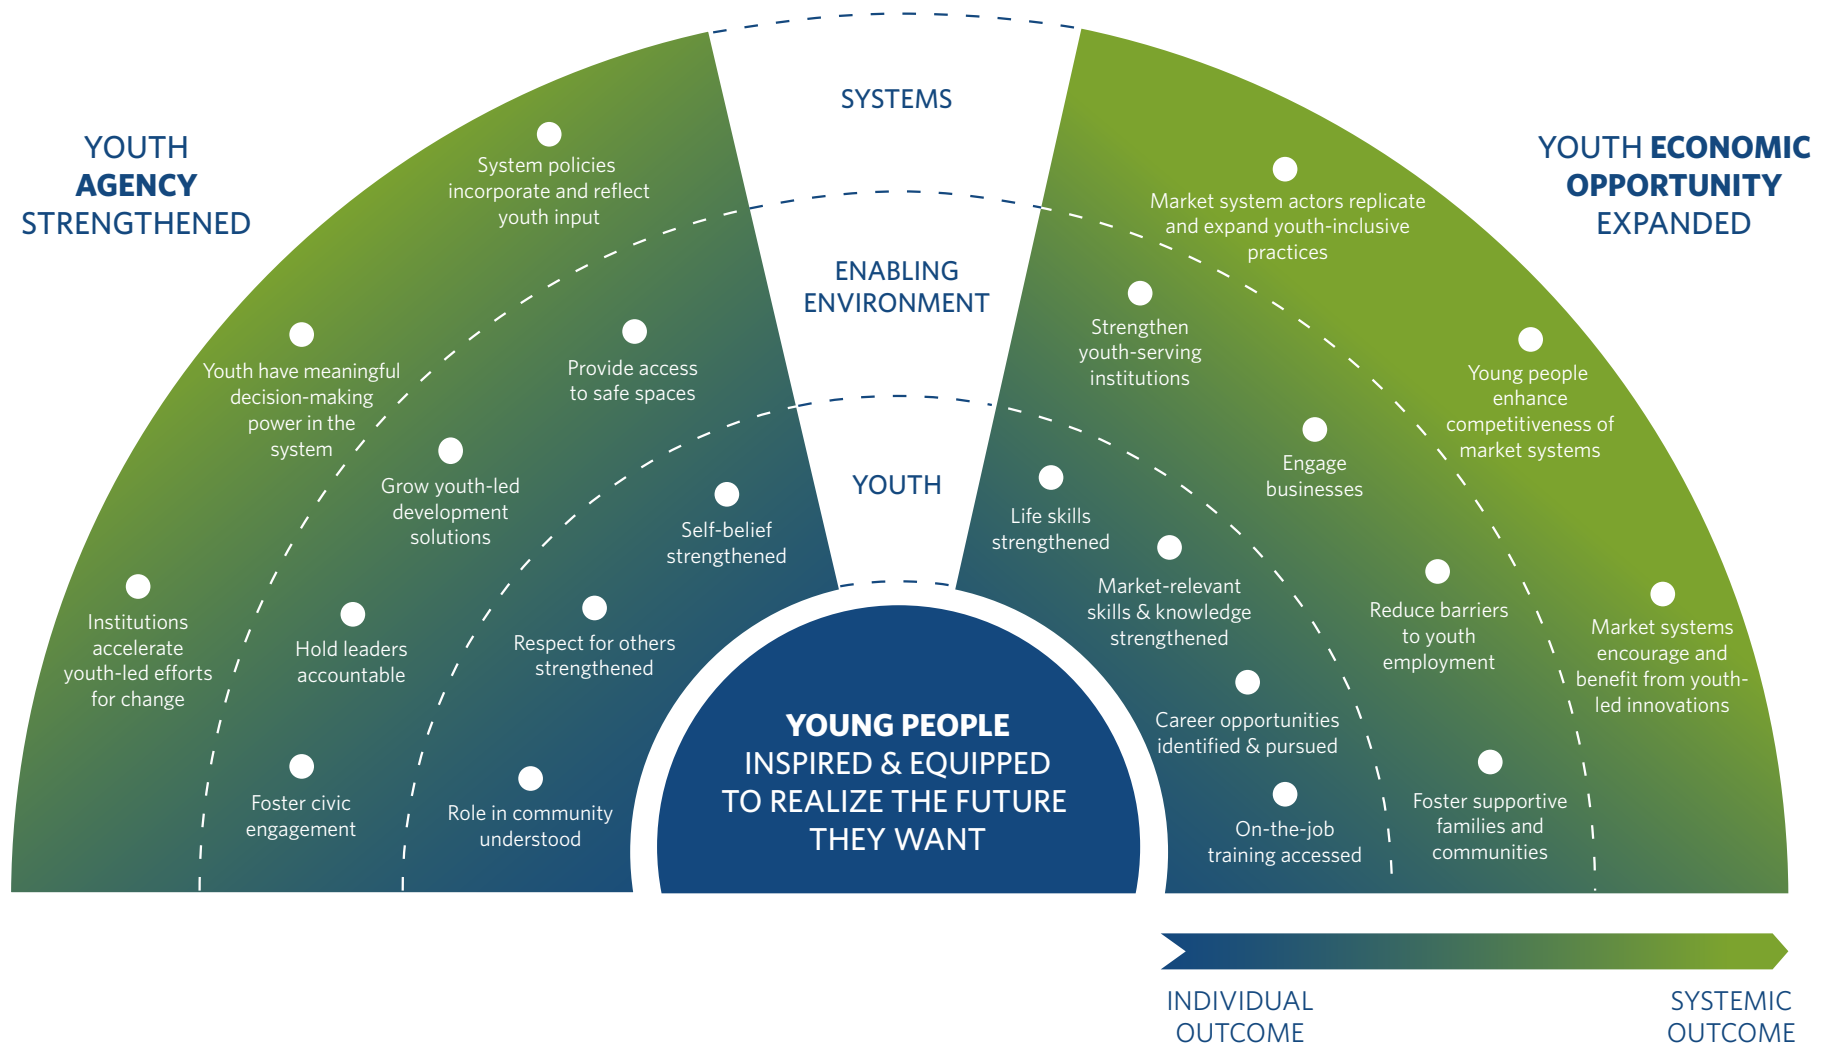 YOUTH
AGENCY
STRENGTHENED
System policies
incorporate and reflect
youth input
Youth have meaningful
decision-making
power in the
system
Institutions
accelerate
youth-led efforts
for change
Provide access
to safe spaces
Grow youth-led
development
solutions
Hold leaders
accountable
Foster civic
engagement
Self-belief
strengthened
Respect for others
strengthened
Role in community
understood
SYSTEMS
ENABLING
ENVIRONMENT
YOUTH
YOUNG PEOPLE
INSPIRED & EQUIPPED
TO REALIZE THE FUTURE
THEY WANT
YOUTH ECONOMIC
OPPORTUNITY
EXPANDED
Market system actors replicate
and expand youth-inclusive
practices
Young people
enhance
competitiveness of
market systems
Market systems
encourage and
benefit from youth-
led innovations
Strengthen
youth-serving
institutions
Engage
businesses
Reduce barriers
to youth
employment
Foster supportive
families and
communities
Life skills
strengthened
Market-relevant
skills & knowledge
strengthened
Career opportunities
identified & pursued
On-the-job
training accessed
INDIVIDUAL
OUTCOME
SYSTEMIC
OUTCOME